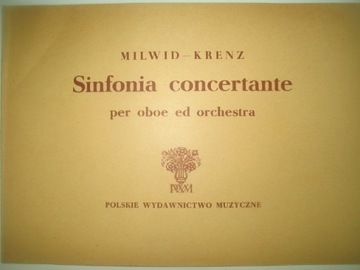 MILWID – KRENZ
Sinfonia concertante
per oboe ed orchestra
PWM
POLSKIE WYDAWNICTWO MUZYCZNE